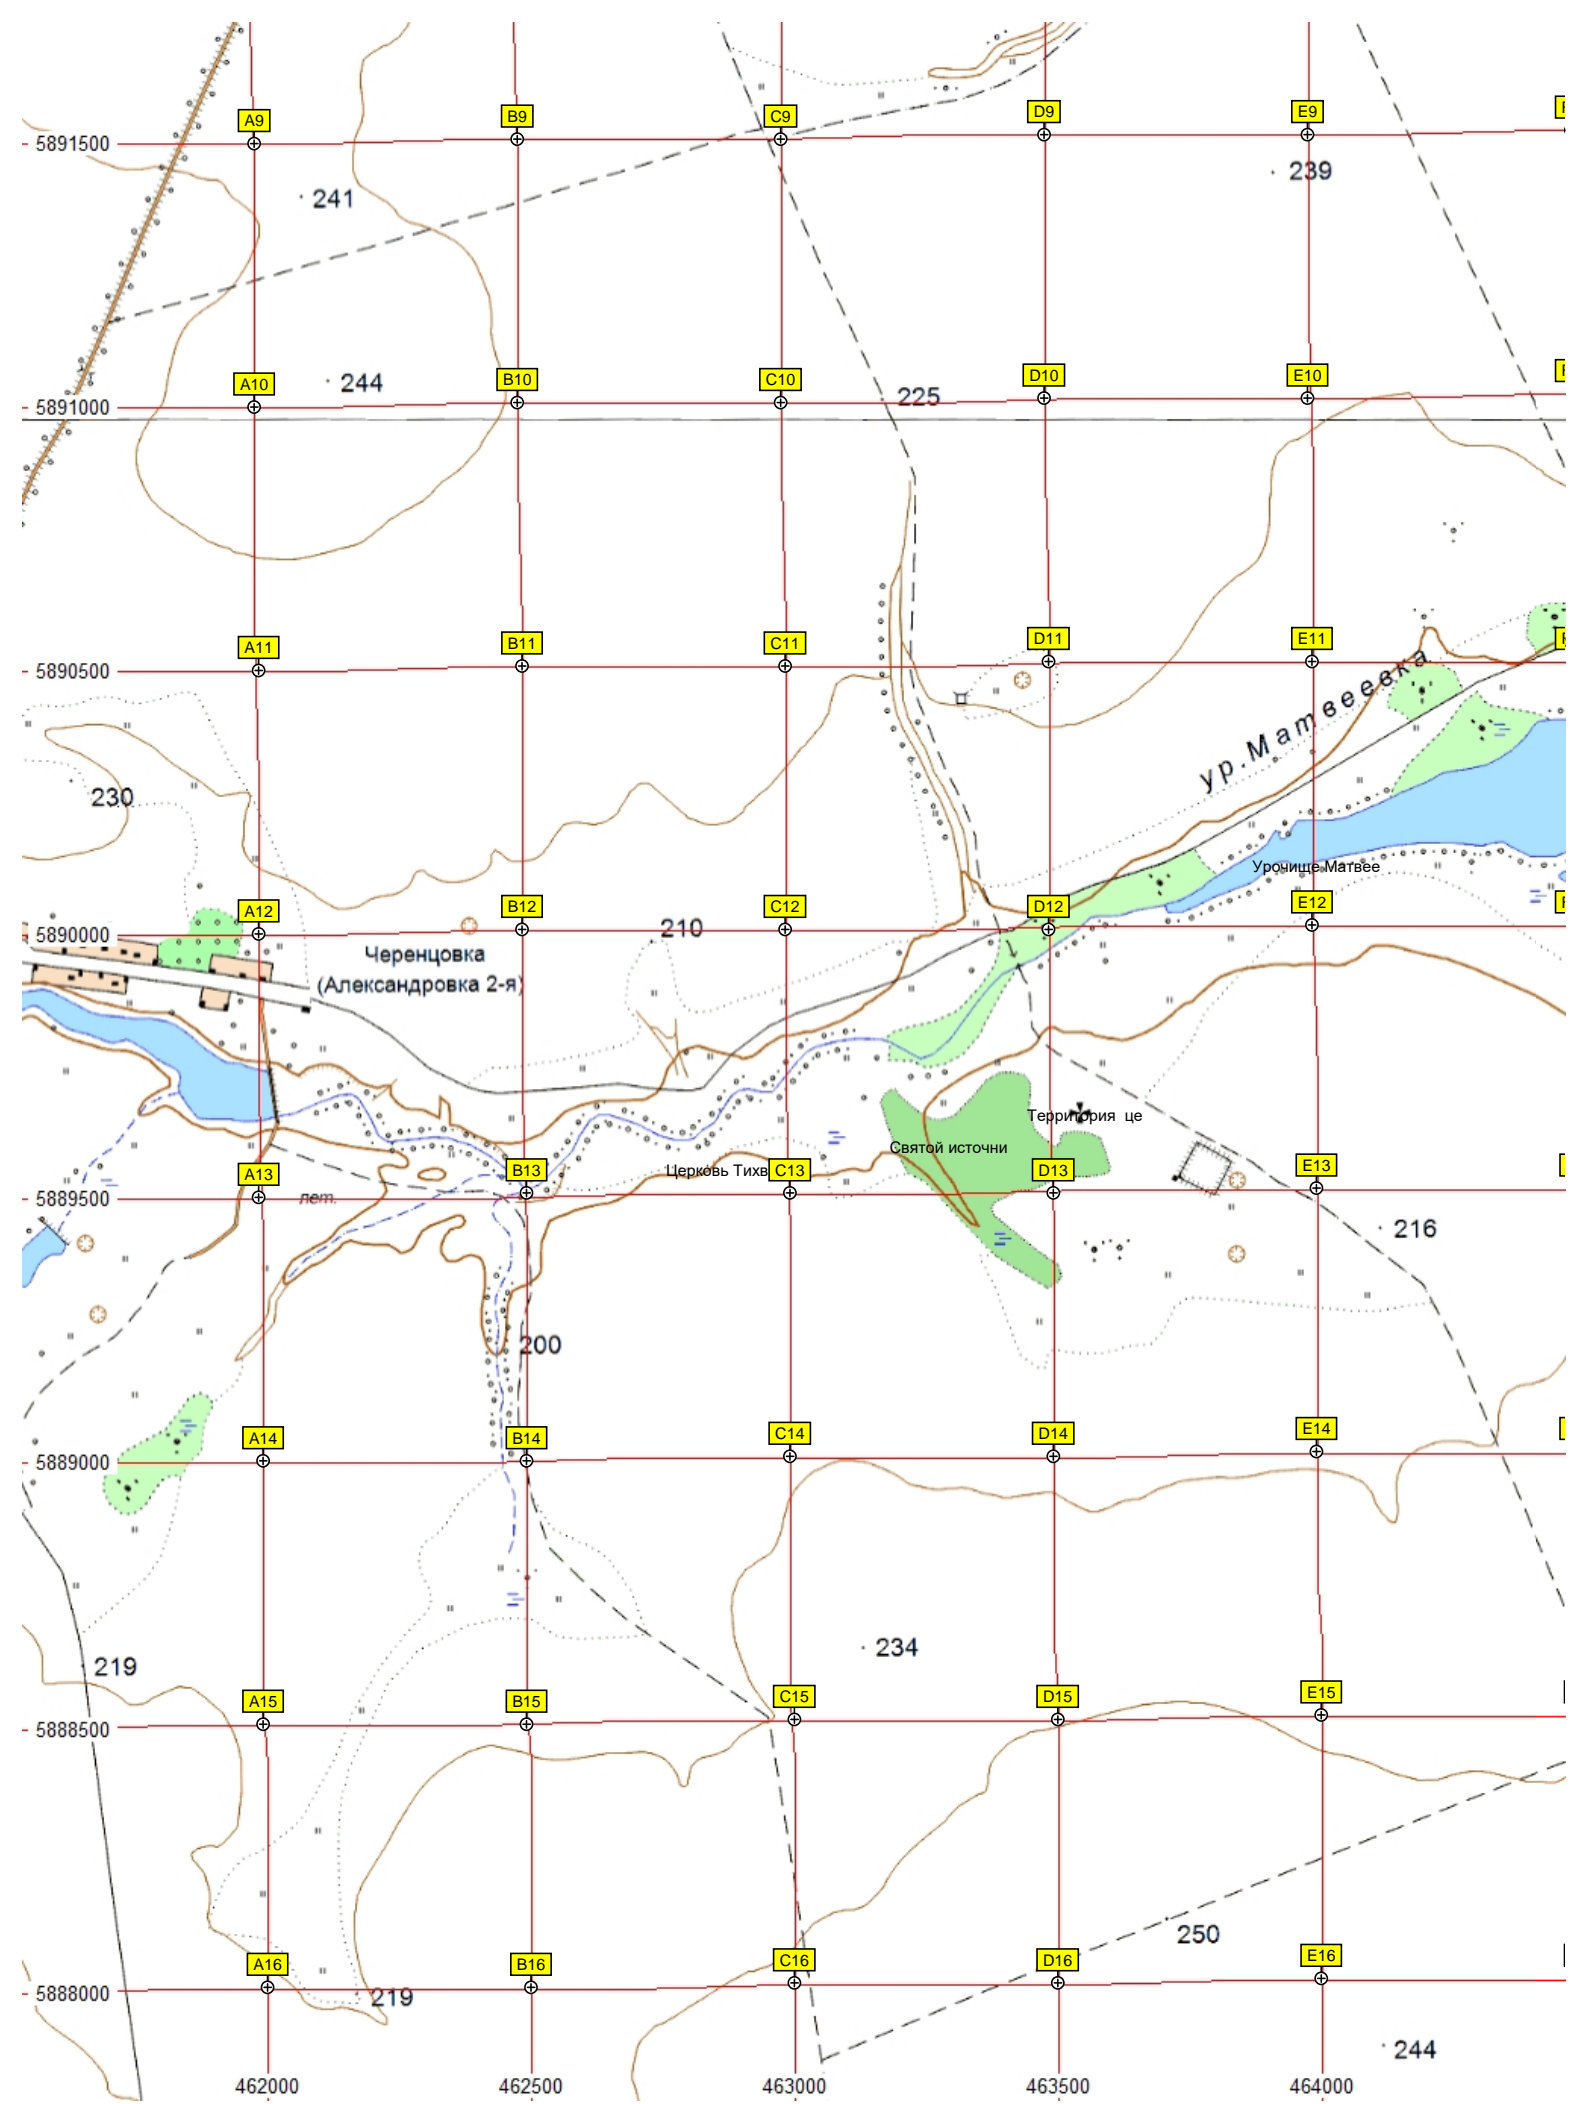 A9 B9 C9 D9 E9
5891500
239
241
A10 B10 C10 D10 E10
244
225
5891000
A11 B11 C11 D11 E11
5890500
ур.Матвееевка
230
Урочище Матвее
A12 B12 C12 D12 E12
5890000
210
Черенцовка
(Александровка 2-я)
Территория це
Святой источни
Церковь Тихв
A13 B13 C13 D13 E13
5889500
лет.
216
200
A14 B14 C14 D14 E14
5889000
234
219
A15 B15 C15 D15 E15
5888500
250
A16 B16 C16 D16 E16
5888000
219
244
462000 462500 463000 463500 464000